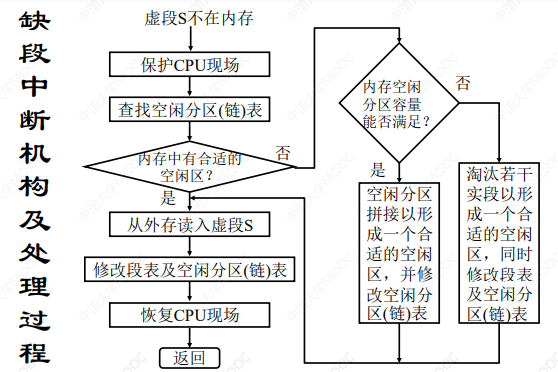 缺段中断机构及处理过程
虚段S不在内存
保护CPU现场
查找空闲分区(链)表
内存中有合适的
空闲区？
否
是
从外存读入虚段S
修改段表及空闲分区(链)表
恢复CPU现场
返回
内存空闲
分区容量
能否满足？
否
是
空闲分区
拼接以形
成一个合
适的空闲
区，并修
改空闲分
区(链)表
淘汰若干
实段以形
成一个合
适的空闲
区，同时
修改段表
及空闲分
区(链)表